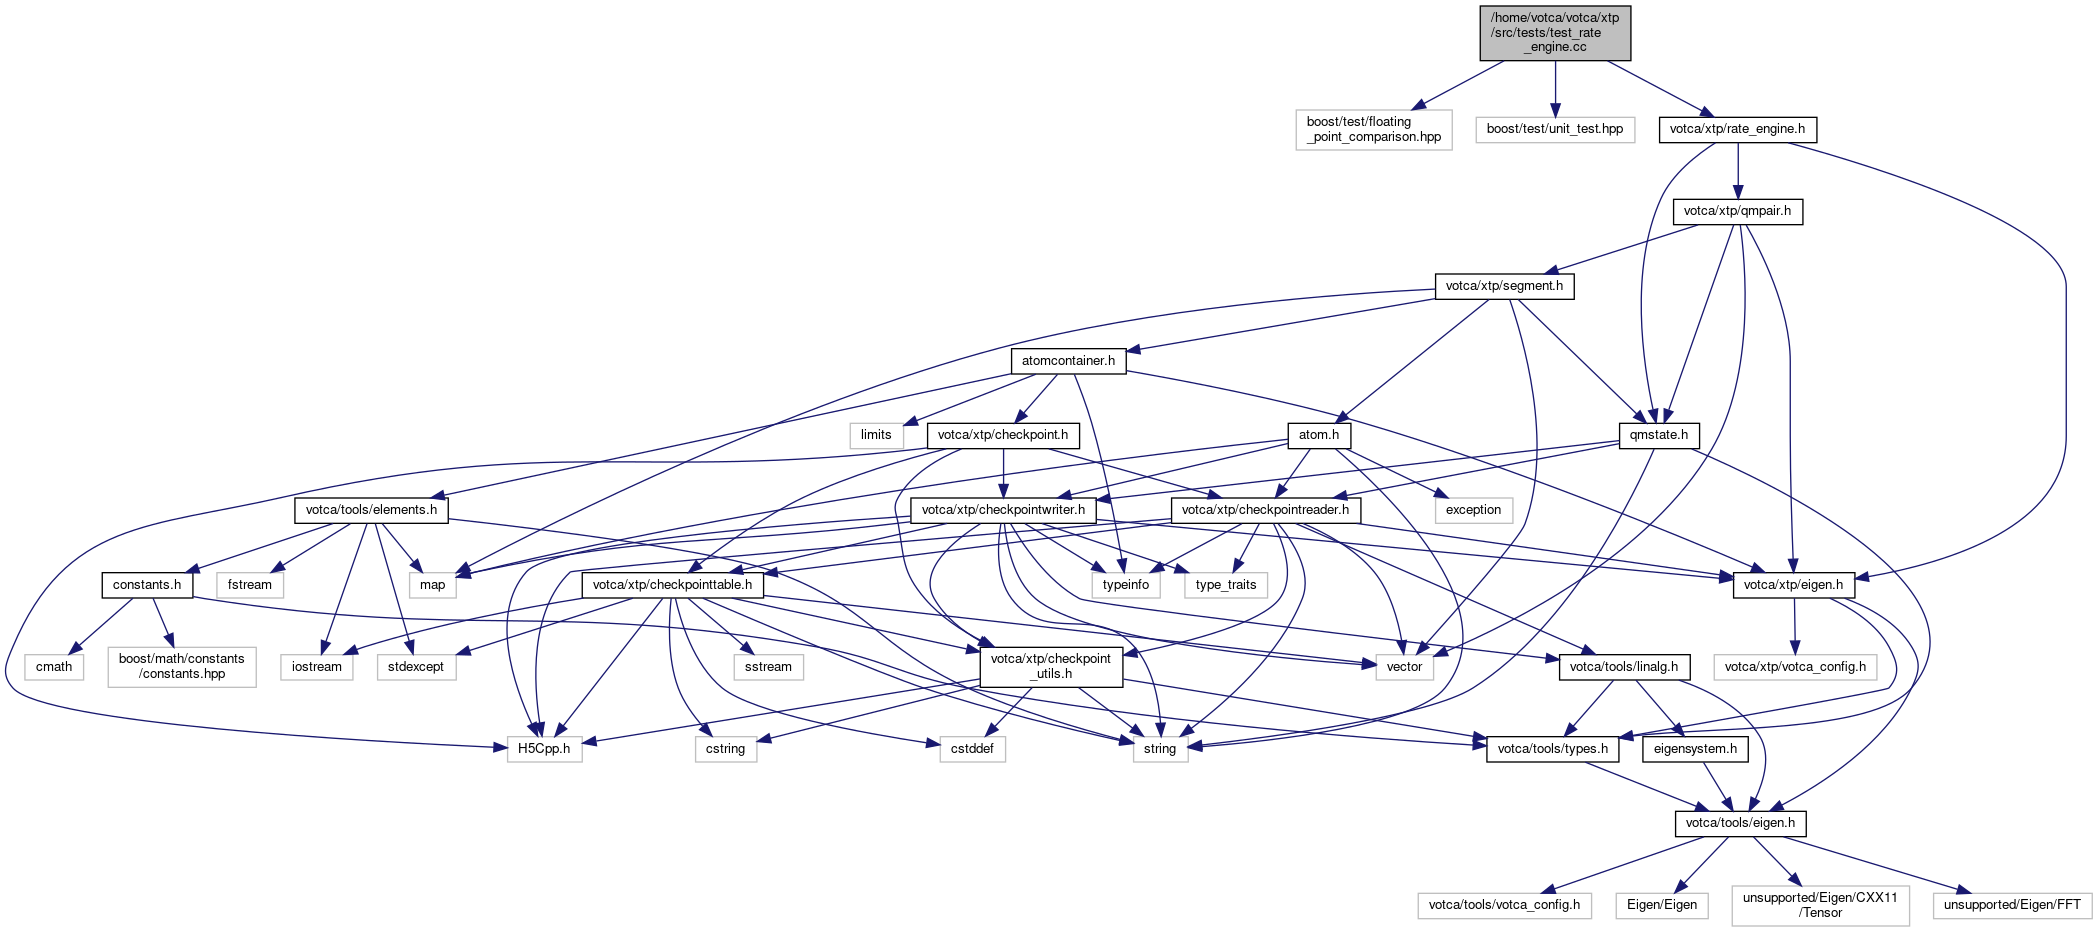 /home/votca/votca/xtp
/src/tests/test_rate
_engine.cc
boost/test/floating
_point_comparison.hpp
boost/test/unit_test.hpp
votca/xtp/rate_engine.h
votca/xtp/qmpair.h
votca/xtp/segment.h
atomcontainer.h
limits
votca/xtp/checkpoint.h
atom.h
qmstate.h
votca/tools/elements.h
votca/xtp/checkpointwriter.h
votca/xtp/checkpointreader.h
exception
constants.h
fstream
map
votca/xtp/checkpointtable.h
typeinfo
type_traits
votca/xtp/eigen.h
cmath
boost/math/constants
/constants.hpp
iostream
stdexcept
sstream
votca/xtp/checkpoint
_utils.h
vector
votca/tools/linalg.h
votca/xtp/votca_config.h
H5Cpp.h
cstring
cstddef
string
votca/tools/types.h
eigensystem.h
votca/tools/eigen.h
votca/tools/votca_config.h
Eigen/Eigen
unsupported/Eigen/CXX11
/Tensor
unsupported/Eigen/FFT